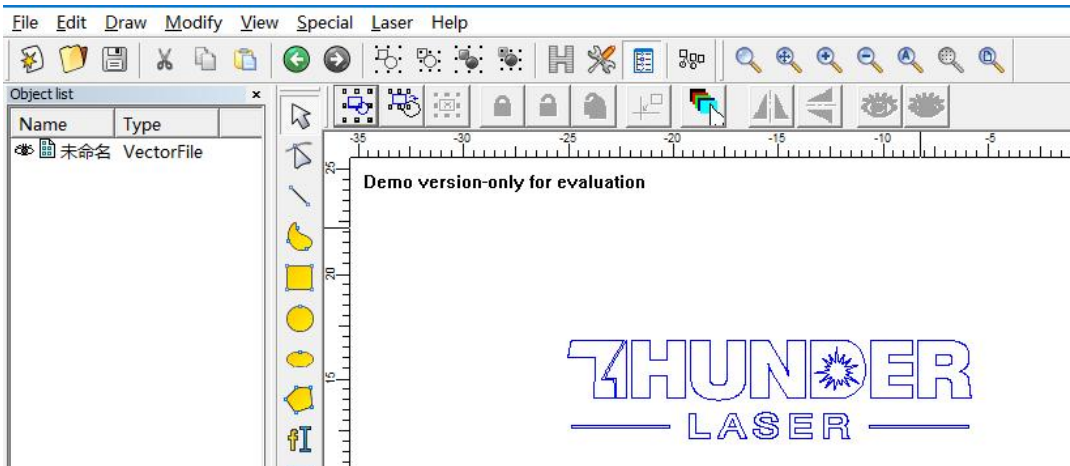 File Edit Draw Modify View Special Laser Help
Object list
Name Type
未命名 VectorFile
-35 -30 -25 -20 -15 -10 -5
25
Demo version-only for evaluation
20
THUNDER
15
LASER